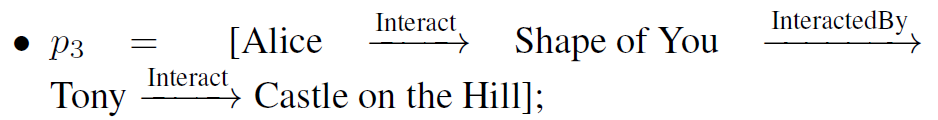 • p₃ = [Alice —Interact→ Shape of You —InteractedBy→
Tony —Interact→ Castle on the Hill];